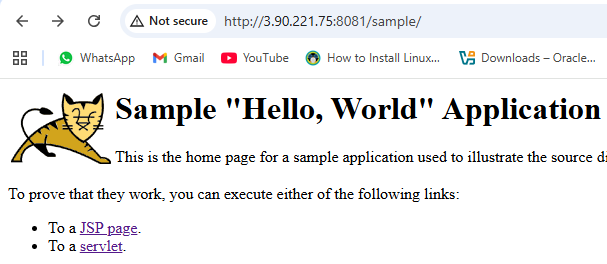 Not secure http://3.90.221.75:8081/sample/
WhatsApp Gmail YouTube How to Install Linux... Downloads – Oracle...
Sample "Hello, World" Application
This is the home page for a sample application used to illustrate the source di
To prove that they work, you can execute either of the following links:
• To a JSP page.
• To a servlet.